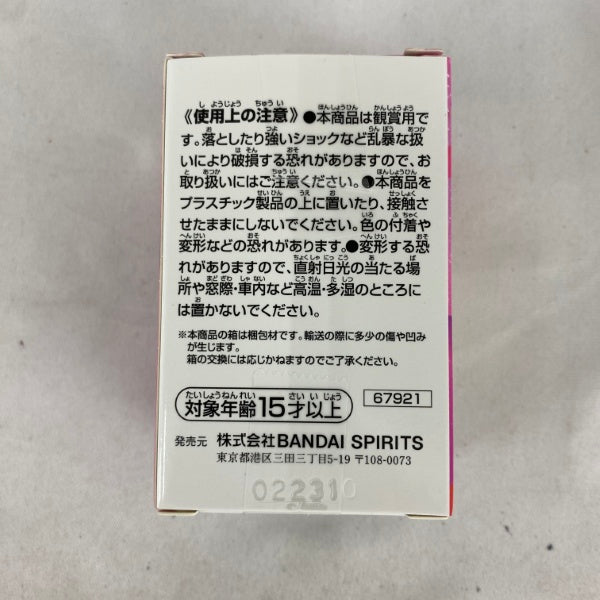 《使用上の注意》●本商品は観賞用で
す。落としたり強いショックなど乱暴な扱
いにより破損する恐れがありますので、お
取り扱いにはご注意ください。●本商品を
プラスチック製品の上に置いたり、接触さ
せたままにしないでください。色の付着や
変形などの恐れがあります。●変形する恐
れがありますので、直射日光の当たる場
所や窓際・車内など高温・多湿のところに
は置かないでください。
※本商品の箱は梱包材です。輸送の際に多少の傷や凹み
が生じます。
箱の交換には応じかねますのでご了承ください。
対象年齢15才以上
67921
発売元 株式会社BANDAI SPIRITS
東京都港区三田三丁目5-19 〒108-0073
022310